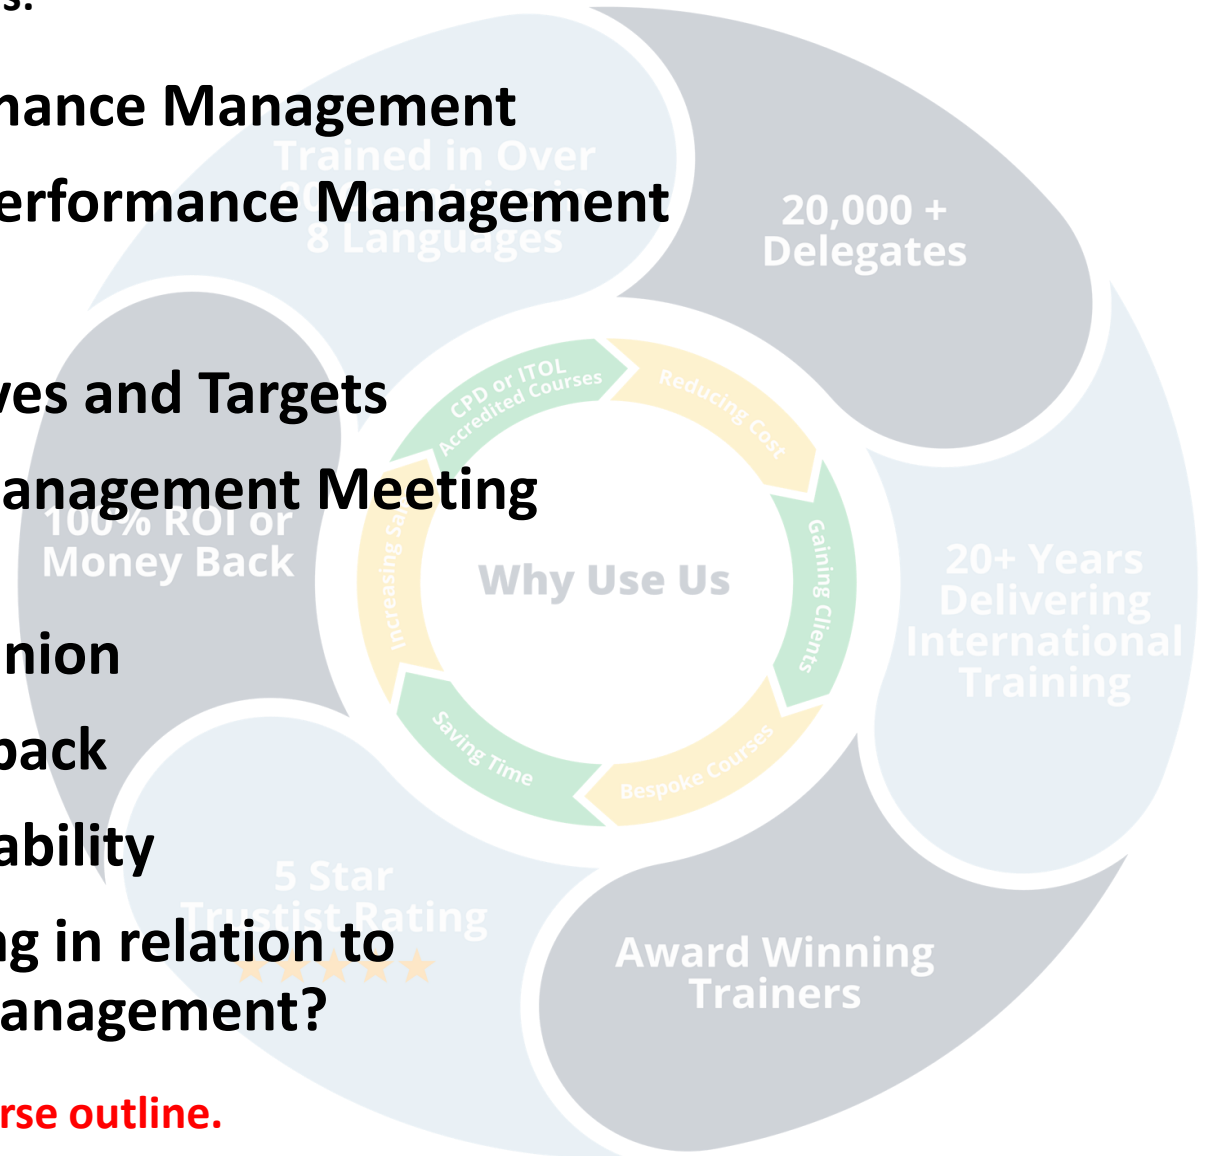 s:
nance Management
Trained in Over
erformance Management
8 Languages
20,000 +
Delegates
ves and Targets
CPD or ITOL
Accredited Courses
Reducing Cost
anagement Meeting
100% ROI or
Money Back
Increasing Sal
Why Use Us
Gaining Clients
20+ Years
Delivering
International
Training
nion
back
Saving Time
Bespoke Courses
ability
5 Star
Trustist Rating
ng in relation to
anagement?
Award Winning
Trainers
rse outline.